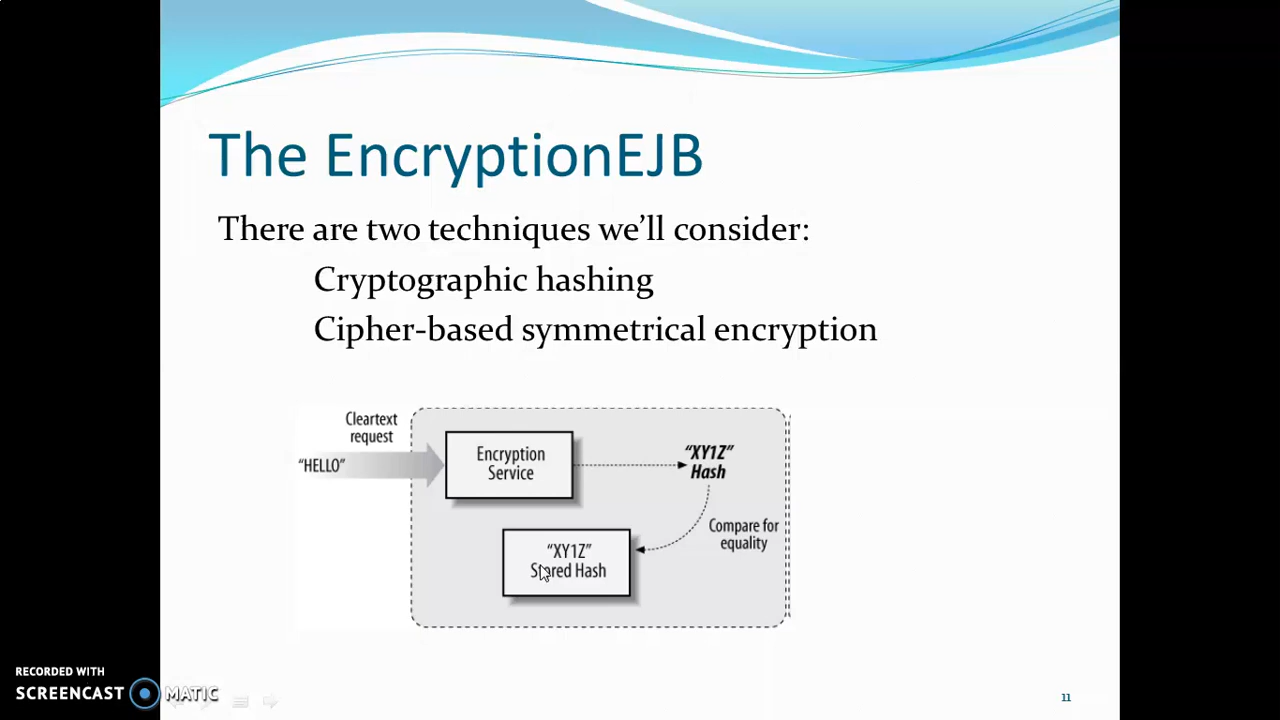 The EncryptionEJB
There are two techniques we’ll consider:
Cryptographic hashing
Cipher-based symmetrical encryption
Cleartext
request
“HELLO”
Encryption
Service
“XY1Z”
Hash
Compare for
equality
“XY1Z”
Stored Hash
RECORDED WITH
SCREENCAST MATIC
11